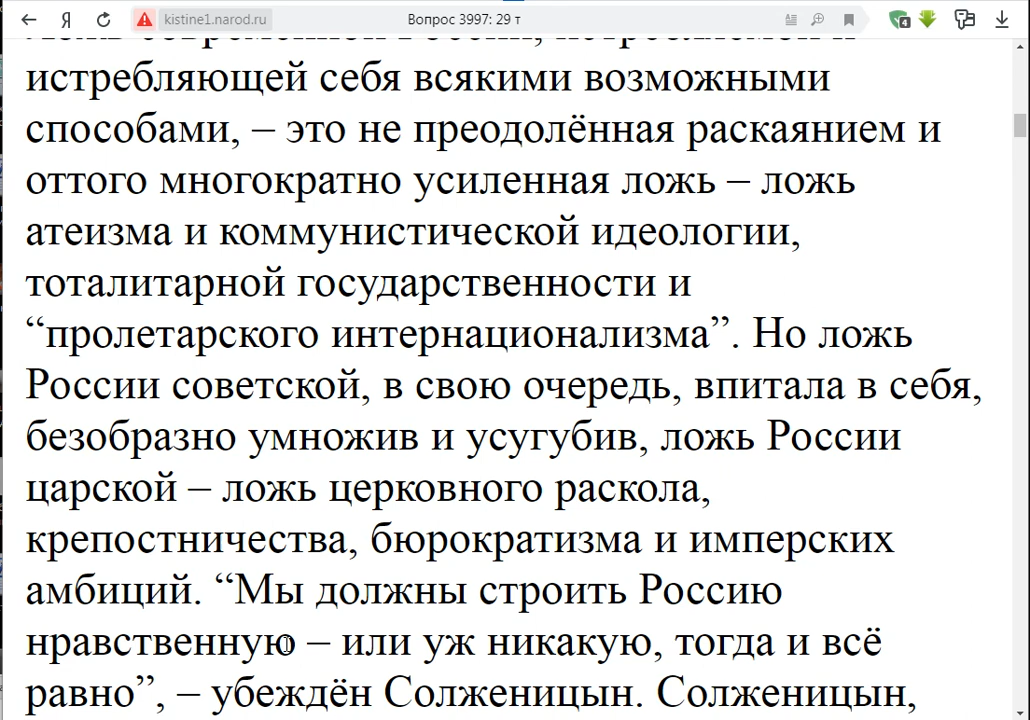 kistine1.narod.ru
Вопрос 3997: 29 т
4
истребляющей себя всякими возможными
способами, – это не преодолённая раскаянием и
оттого многократно усиленная ложь – ложь
атеизма и коммунистической идеологии,
тоталитарной государственности и
“пролетарского интернационализма”. Но ложь
России советской, в свою очередь, впитала в себя,
безобразно умножив и усугубив, ложь России
царской – ложь церковного раскола,
крепостничества, бюрократизма и имперских
амбиций. “Мы должны строить Россию
нравственную – или уж никакую, тогда и всё
равно”, – убеждён Солженицын. Солженицын,